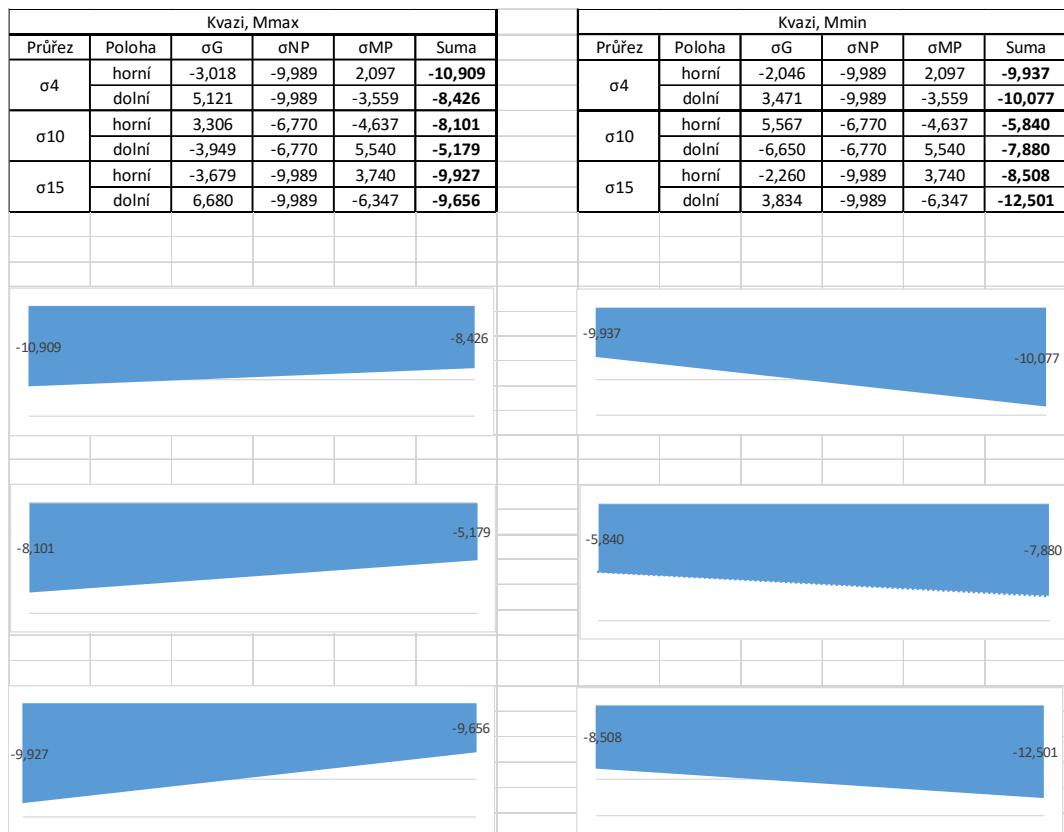 Kvazi, Mmax
Průřez Poloha σG σNP σMP Suma
σ4 horní -3,018 -9,989 2,097 -10,909
dolní 5,121 -9,989 -3,559 -8,426
σ10 horní 3,306 -6,770 -4,637 -8,101
dolní -3,949 -6,770 5,540 -5,179
σ15 horní -3,679 -9,989 3,740 -9,927
dolní 6,680 -9,989 -6,347 -9,656
Kvazi, Mmin
Průřez Poloha σG σNP σMP Suma
σ4 horní -2,046 -9,989 2,097 -9,937
dolní 3,471 -9,989 -3,559 -10,077
σ10 horní 5,567 -6,770 -4,637 -5,840
dolní -6,650 -6,770 5,540 -7,880
σ15 horní -2,260 -9,989 3,740 -8,508
dolní 3,834 -9,989 -6,347 -12,501
-10,909 -8,426
-9,937 -10,077
-8,101 -5,179
-5,840 -7,880
-9,927 -9,656
-8,508 -12,501